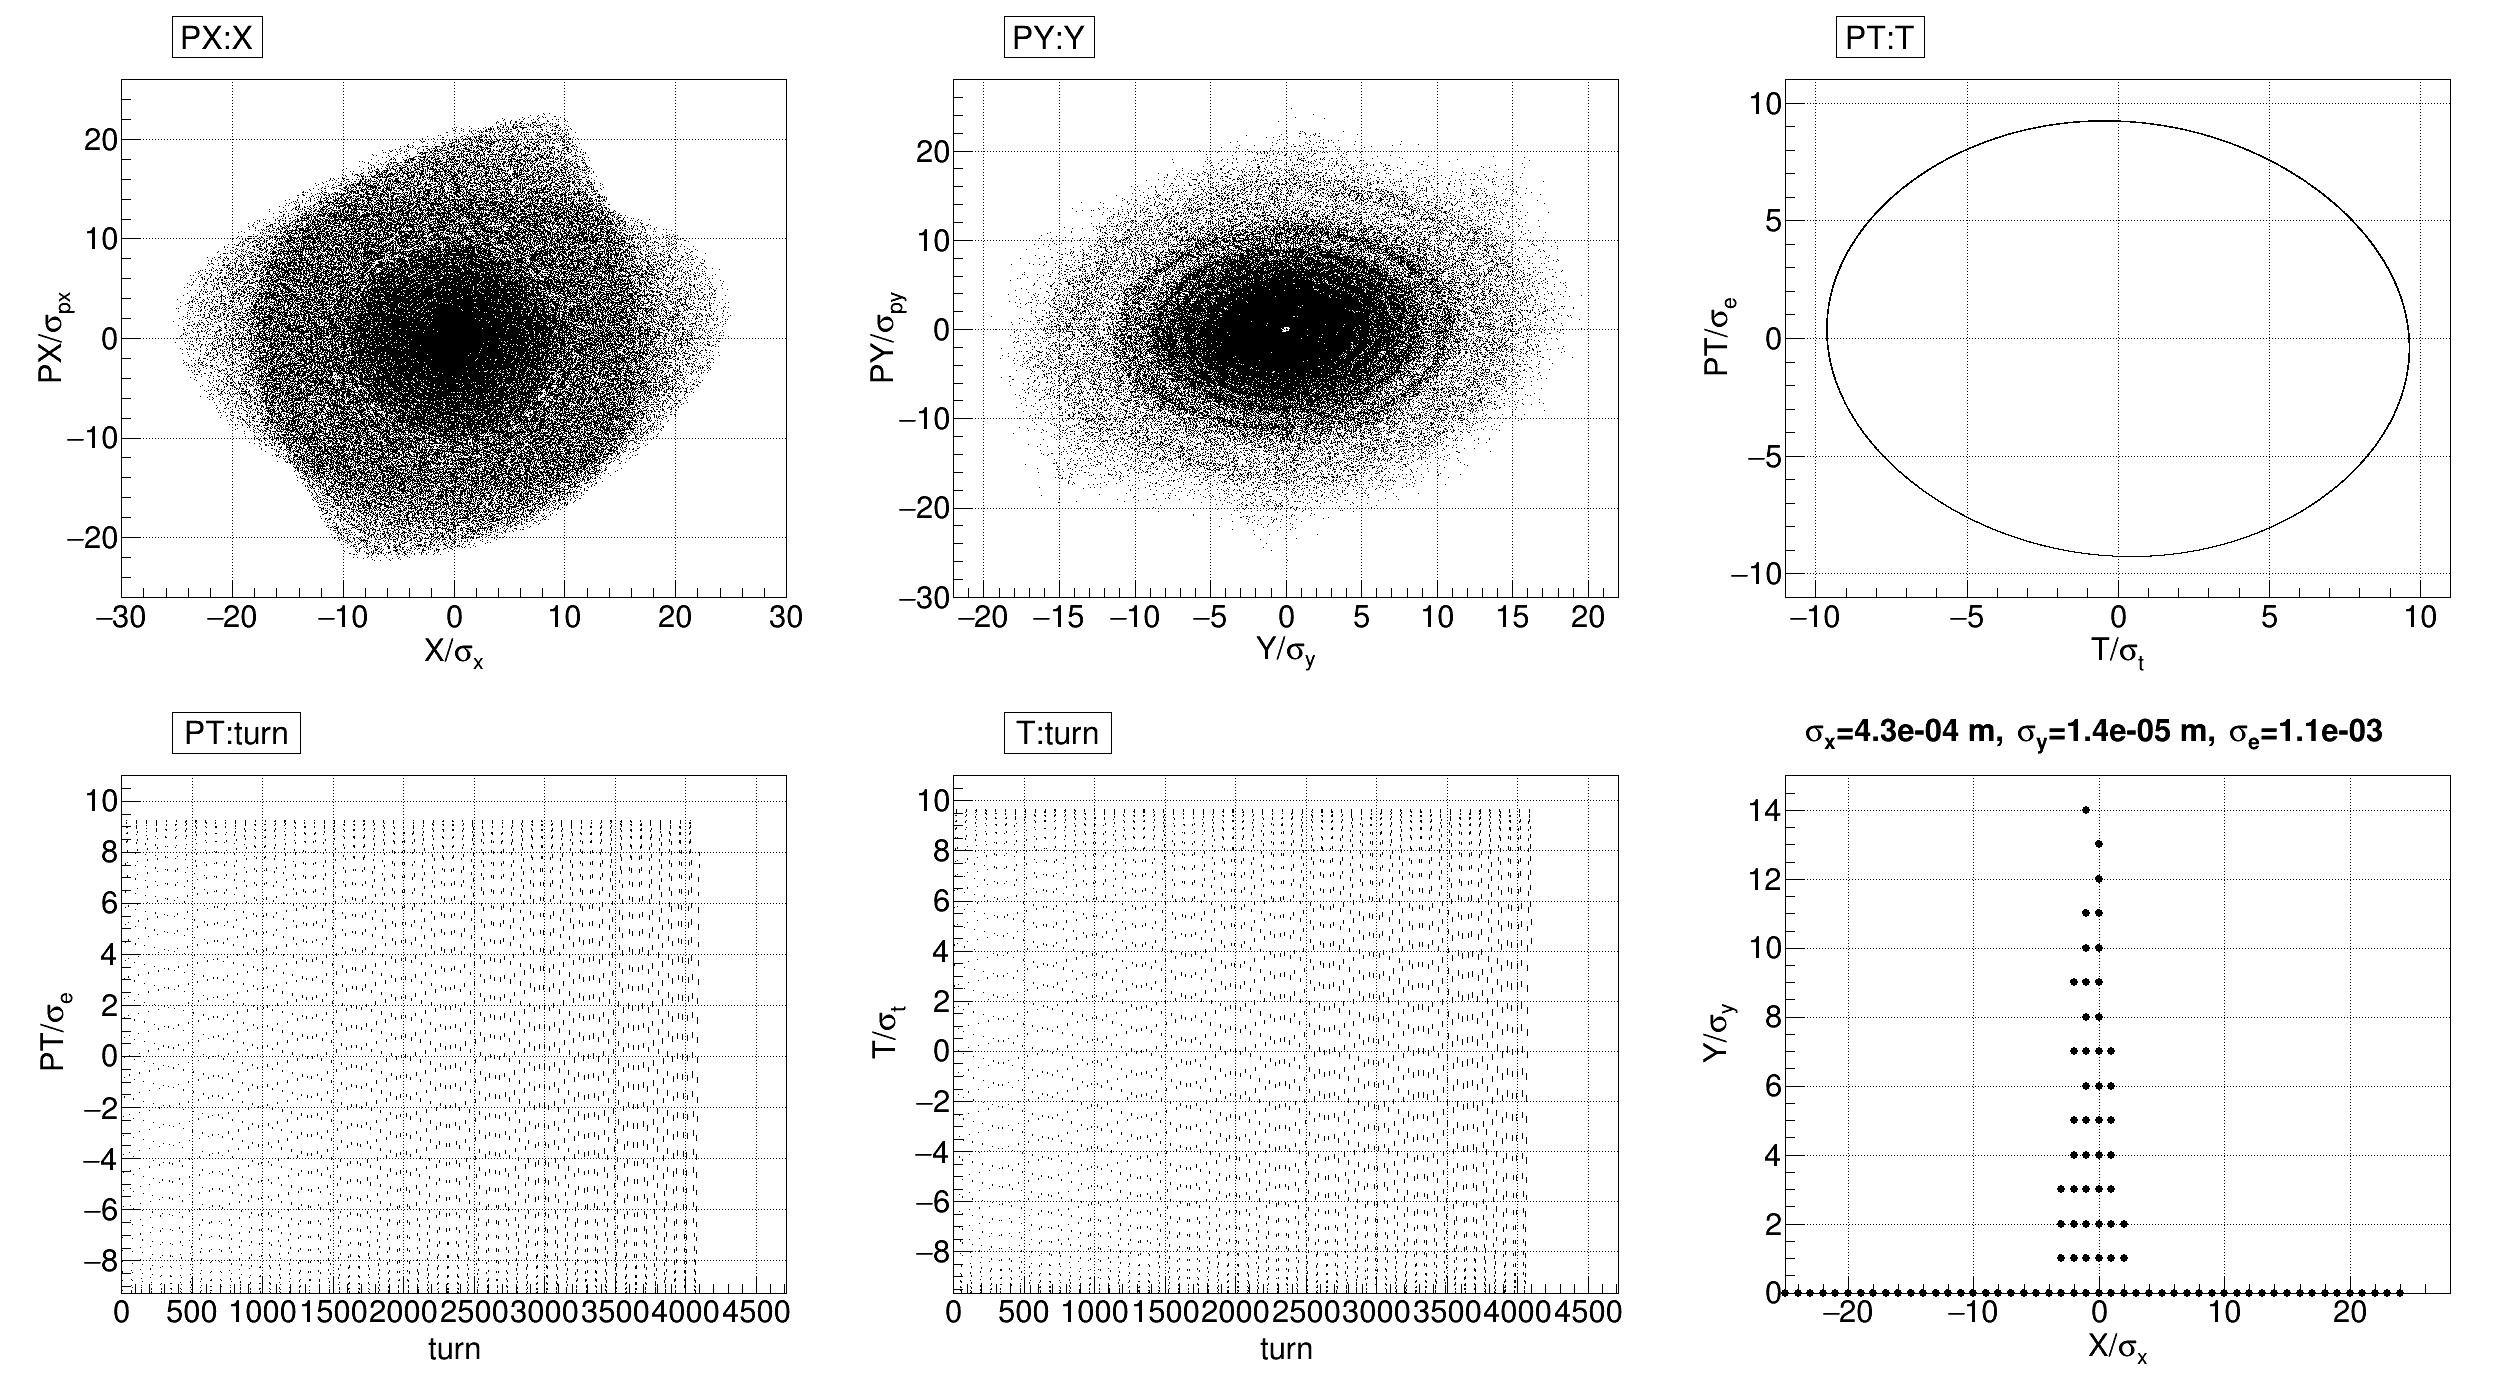 PX:X
PX/σpx
20
10
0
−10
−20
−30 −20 −10 0 10 20 30
X/σx
PY:Y
PY/σpy
20
10
0
−10
−20
−30
−20 −15 −10 −5 0 5 10 15 20
Y/σy
PT:T
PT/σe
10
5
0
−5
−10
−10 −5 0 5 10
T/σt
PT:turn
PT/σe
10
8
6
4
2
0
−2
−4
−6
−8
0 500 1000 1500 2000 2500 3000 3500 4000 4500
turn
T:turn
T/σt
10
8
6
4
2
0
−2
−4
−6
−8
0 500 1000 1500 2000 2500 3000 3500 4000 4500
turn
σx=4.3e-04 m, σy=1.4e-05 m, σe=1.1e-03
Y/σy
14
12
10
8
6
4
2
0
−20 −10 0 10 20
X/σx